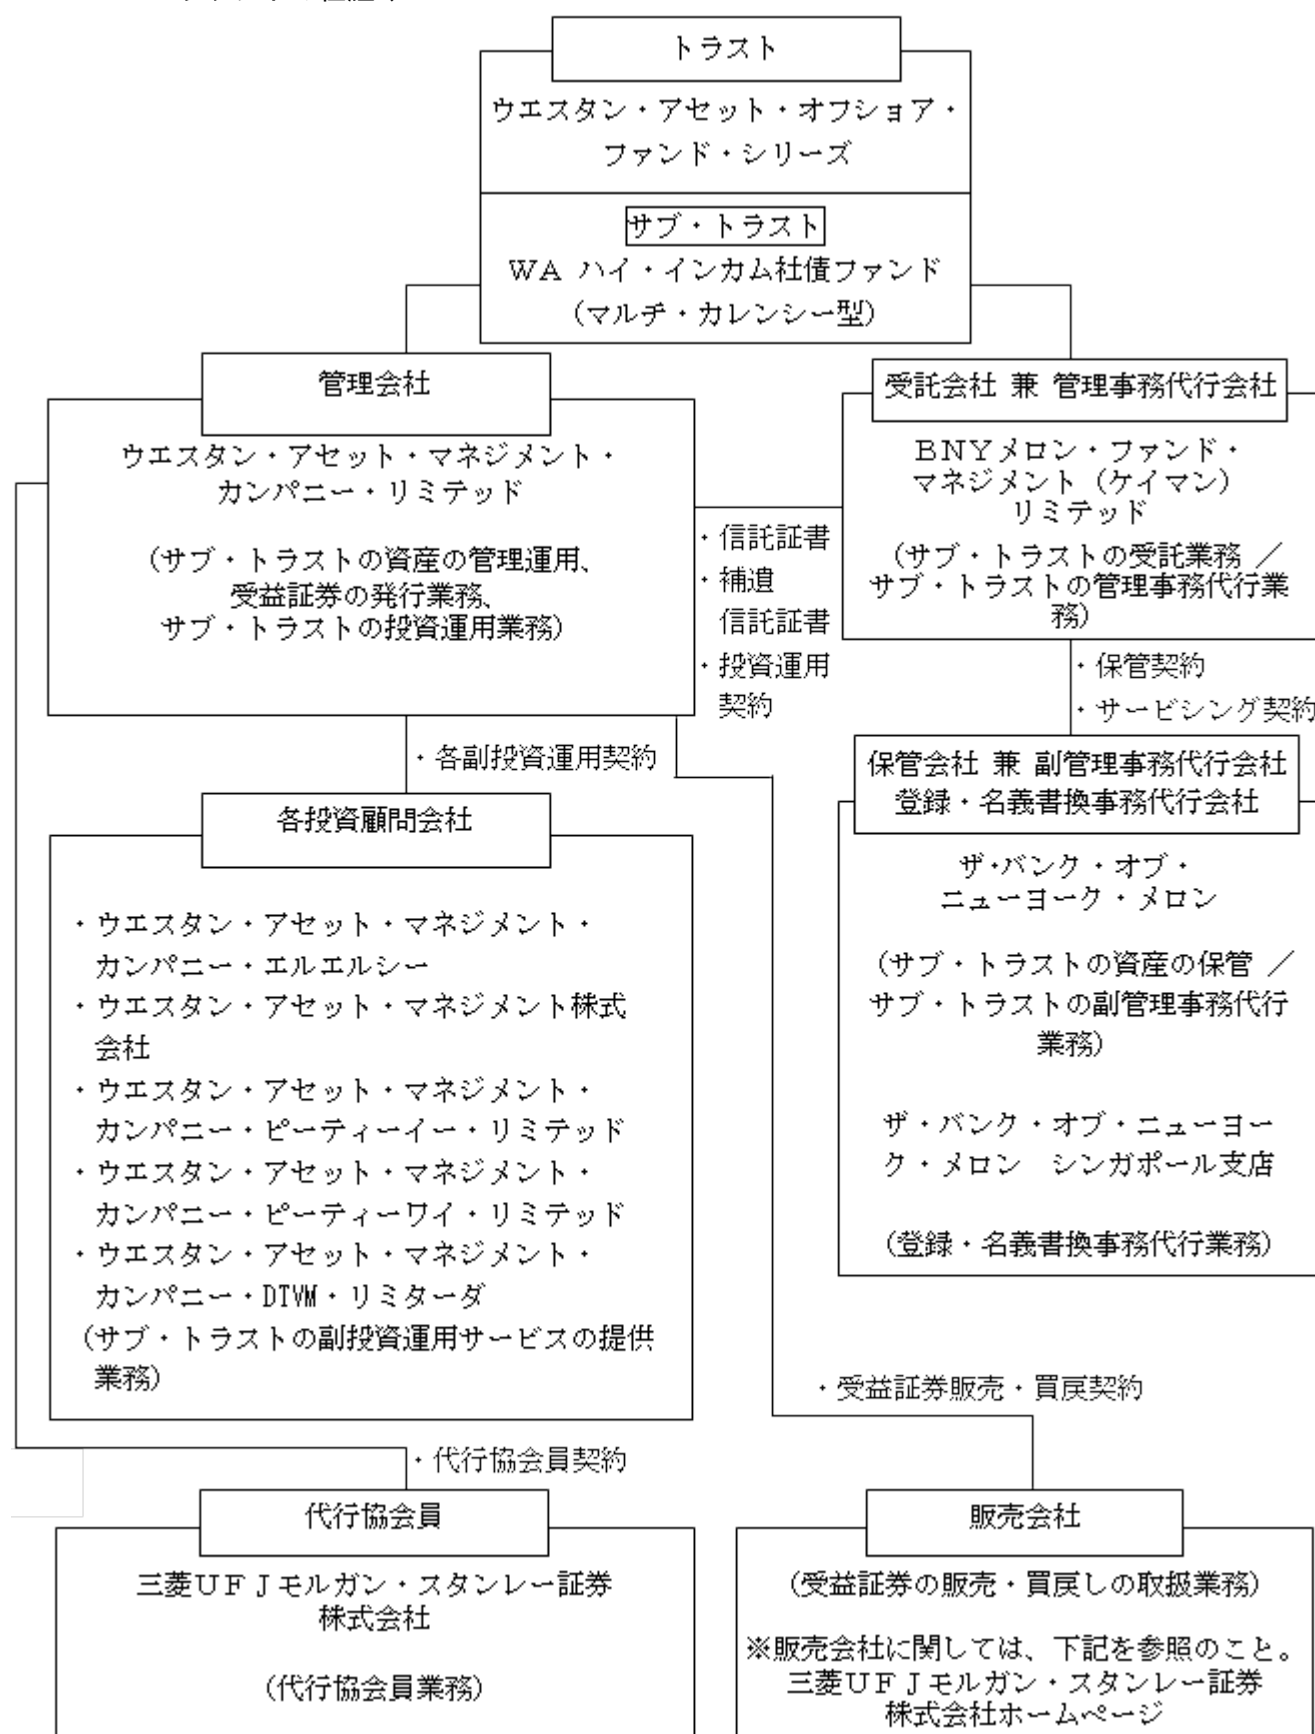 トラスト
ウエスタン・アセット・オフショア・
ファンド・シリーズ
サブ・トラスト
ＷＡ ハイ・インカム社債ファンド
（マルチ・カレンシー型）
管理会社
ウエスタン・アセット・マネジメント・
カンパニー・リミテッド
（サブ・トラストの資産の管理運用、
受益証券の発行業務、
サブ・トラストの投資運用業務）
・信託証書
・補遺
信託証書
・投資運用
契約
受託会社 兼 管理事務代行会社
ＢＮＹメロン・ファンド・
マネジメント（ケイマン）
リミテッド
（サブ・トラストの受託業務 ／
サブ・トラストの管理事務代行業
務）
・保管契約
・サービシング契約
・各副投資運用契約
保管会社 兼 副管理事務代行会社
登録・名義書換事務代行会社
ザ・バンク・オブ・
ニューヨーク・メロン
（サブ・トラストの資産の保管 ／
サブ・トラストの副管理事務代行
業務）
ザ・バンク・オブ・ニューヨー
ク・メロン　シンガポール支店
（登録・名義書換事務代行業務）
各投資顧問会社
・ウエスタン・アセット・マネジメント・
カンパニー・エルエルシー
・ウエスタン・アセット・マネジメント株式
会社
・ウエスタン・アセット・マネジメント・
カンパニー・ピーティーイー・リミテッド
・ウエスタン・アセット・マネジメント・
カンパニー・ピーティーワイ・リミテッド
・ウエスタン・アセット・マネジメント・
カンパニー・DTVM・リミターダ
（サブ・トラストの副投資運用サービスの提供
業務）
・受益証券販売・買戻契約
・代行協会員契約
代行協会員
三菱ＵＦＪモルガン・スタンレー証券
株式会社
（代行協会員業務）
販売会社
（受益証券の販売・買戻しの取扱業務）
※販売会社に関しては、下記を参照のこと。
三菱ＵＦＪモルガン・スタンレー証券
株式会社ホームページ